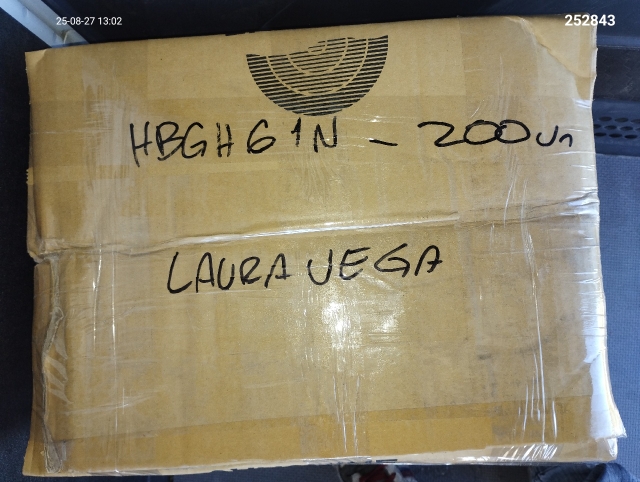 25-08-27 13:02
252843
HBGH61N - 200Un
LAURA VEGA